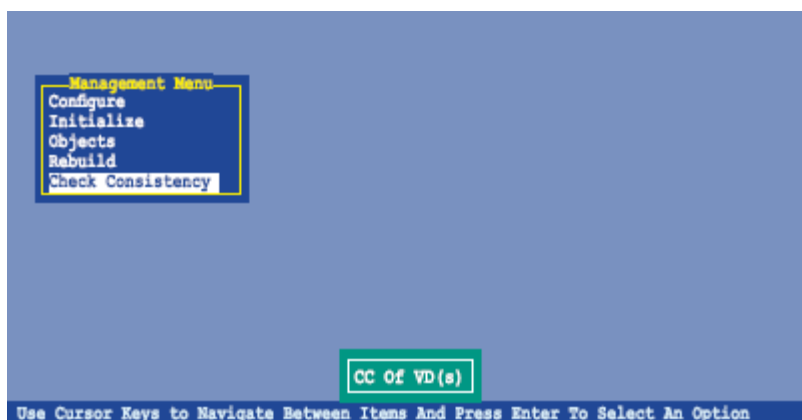 Management Menu
Configure
Initialize
Objects
Rebuild
Check Consistency
CC Of VD(s)
Use Cursor Keys to Navigate Between Items And Press Enter To Select An Option